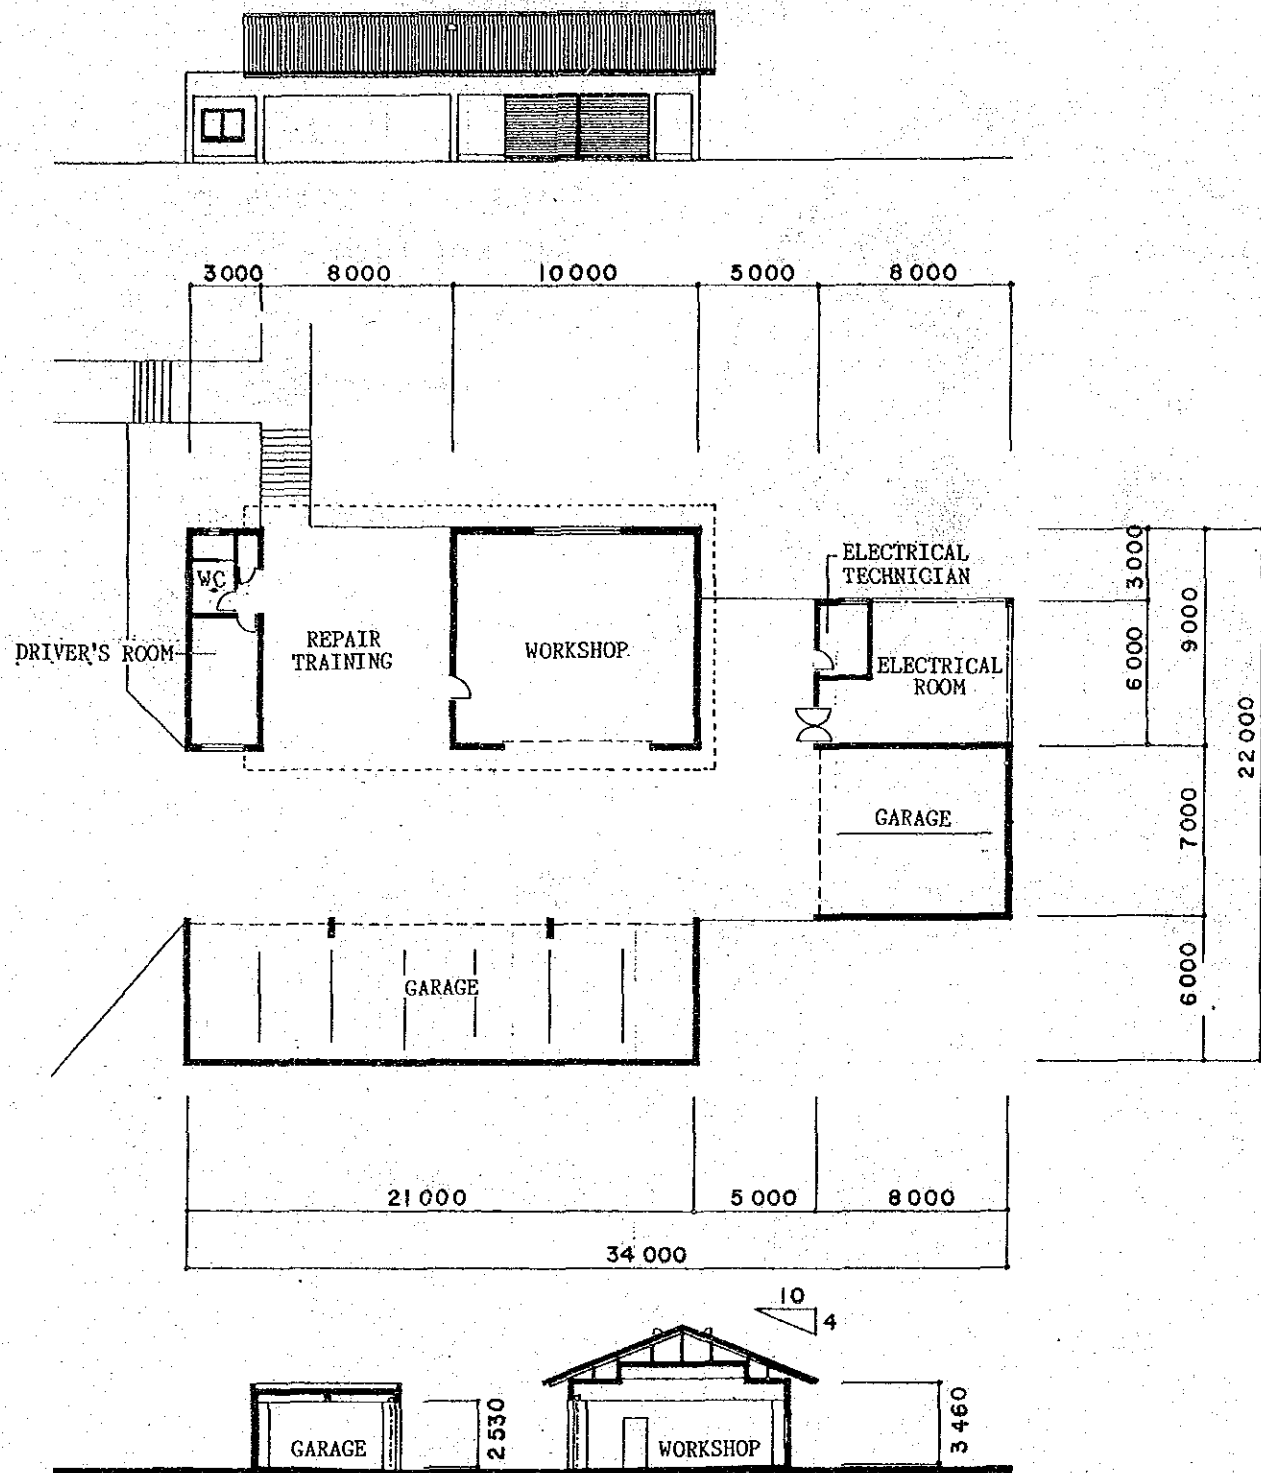 3000 8000 10000 5000 8000
ELECTRICAL
TECHNICIAN
WC
DRIVER'S ROOM
REPAIR
TRAINING
WORKSHOP
ELECTRICAL
ROOM
3000
6000
9000
22000
GARAGE
7000
GARAGE
6000
21000 5000 8000
34000
10
4
GARAGE
2530
WORKSHOP
3460